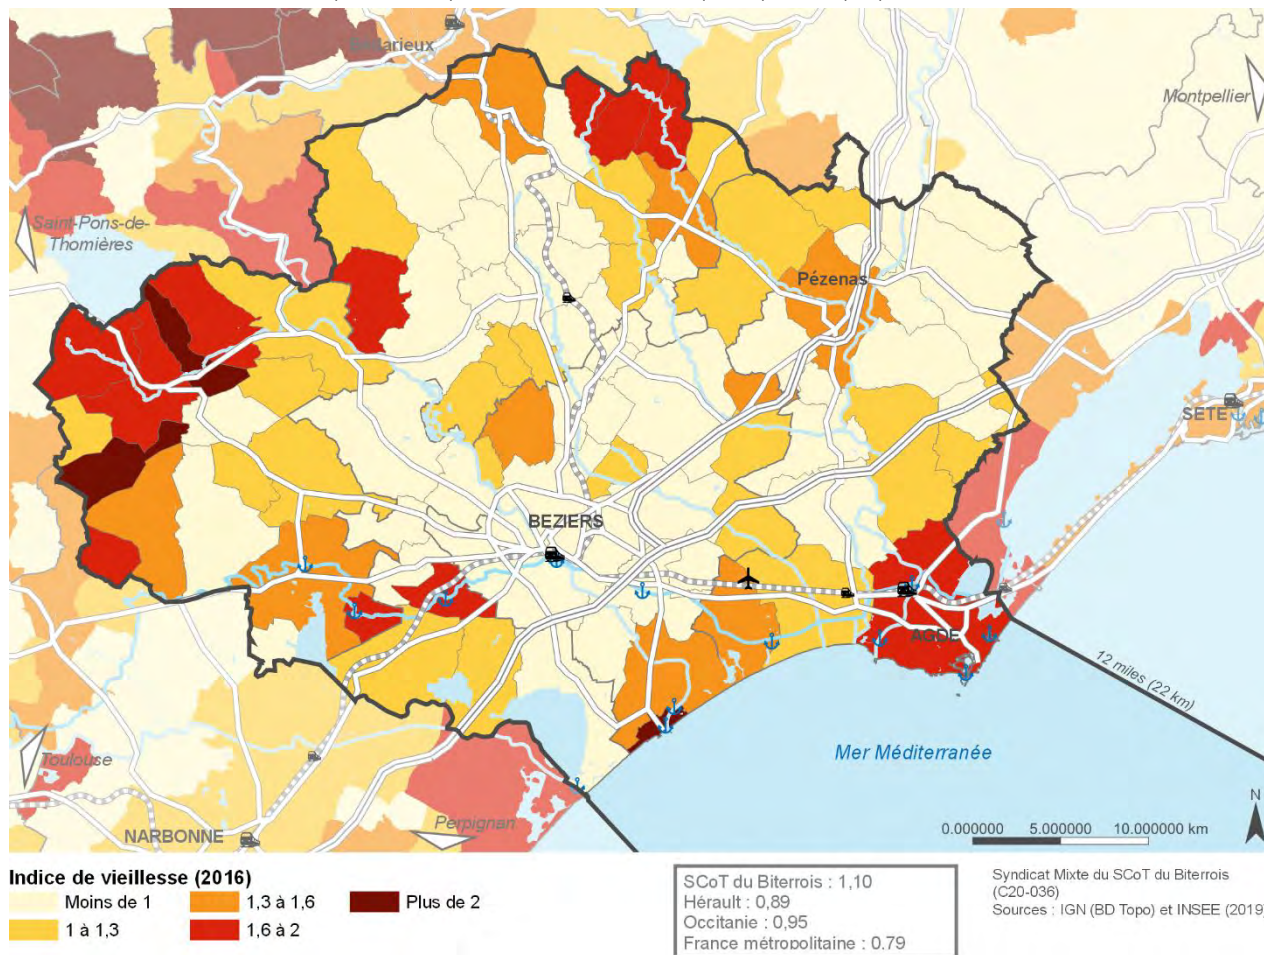 Montpellier
Saint-Pons-de-
Thomières
Pézenas
SETE
BEZIERS
AGDE
12 miles (22 km)
Mer Méditerranée
Toulouse
Perpignan
NARBONNE
N
0.000000 5.000000 10.000000 km
Indice de vieillesse (2016)
Moins de 1
1,3 à 1,6
Plus de 2
1 à 1,3
1,6 à 2
SCoT du Biterrois : 1,10
Hérault : 0,89
Occitanie : 0,95
France métropolitaine : 0.79
Syndicat Mixte du SCoT du Biterrois
(C20-036)
Sources : IGN (BD Topo) et INSEE (2019)